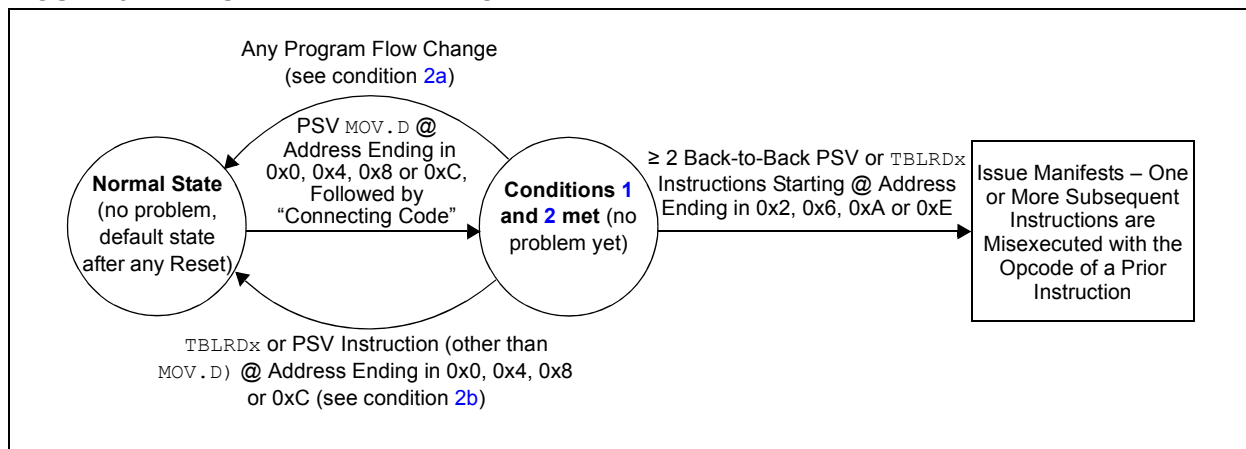 Any Program Flow Change
(see condition 2a)
PSV MOV.D @
Address Ending in
0x0, 0x4, 0x8 or 0xC,
Followed by
“Connecting Code”
Normal State
(no problem,
default state
after any Reset)
Conditions 1
and 2 met (no
problem yet)
≥ 2 Back-to-Back PSV or TBLRDx
Instructions Starting @ Address
Ending in 0x2, 0x6, 0xA or 0xE
Issue Manifests – One
or More Subsequent
Instructions are
Misexecuted with the
Opcode of a Prior
Instruction
TBLRDx or PSV Instruction (other than
MOV.D) @ Address Ending in 0x0, 0x4, 0x8
or 0xC (see condition 2b)